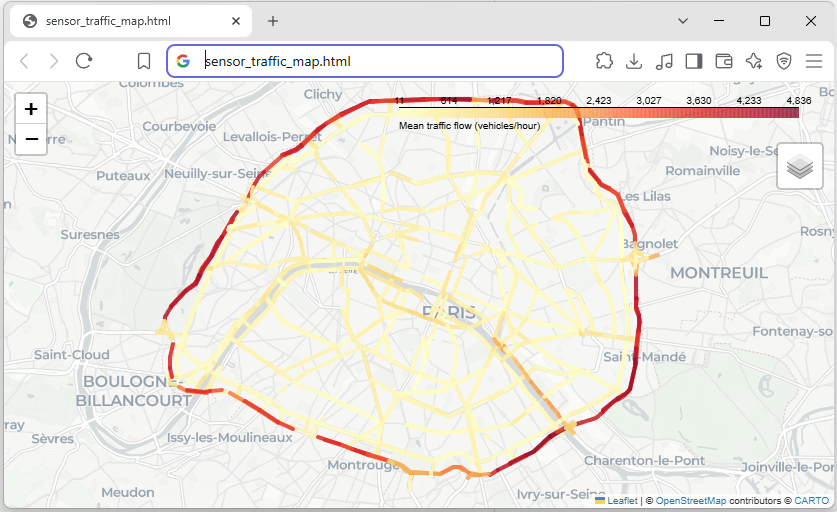 sensor_traffic_map.html
sensor_traffic_map.html
Colombes
Clichy
+
−
11 614 1,217 1,820 2,423 3,027 3,630 4,233 4,836
Mean traffic flow (vehicles/hour)
Pantin
Courbevoie
Levallois-Perret
Noisy-le-Se
Romainville
Puteaux
Neuilly-sur-Seine
Les Lilas
Suresnes
Rosny
Bagnolet
MONTREUIL
PARIS
Fontenay-so
Saint-Cloud
Saint-Mandé
BOULOGNE-
BILLANCOURT
ray
Sèvres
Issy-les-Moulineaux
Montrouge
Charenton-le-Pont
Joinville-le-Pon
Meudon
Ivry-sur-Seine
Leaflet | © OpenStreetMap contributors © CARTO